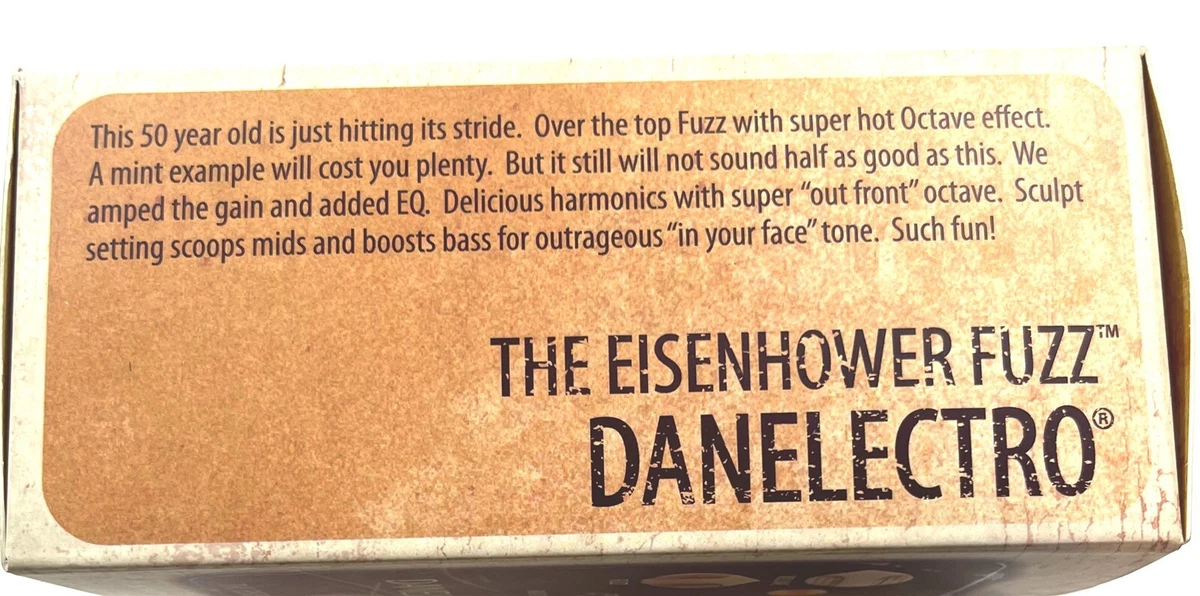 This 50 year old is just hitting its stride. Over the top Fuzz with super hot Octave effect.
A mint example will cost you plenty. But it still will not sound half as good as this. We
amped the gain and added EQ. Delicious harmonics with super “out front” octave. Sculpt
setting scoops mids and boosts bass for outrageous “in your face” tone. Such fun!
THE EISENHOWER FUZZ™
DANELECTRO®